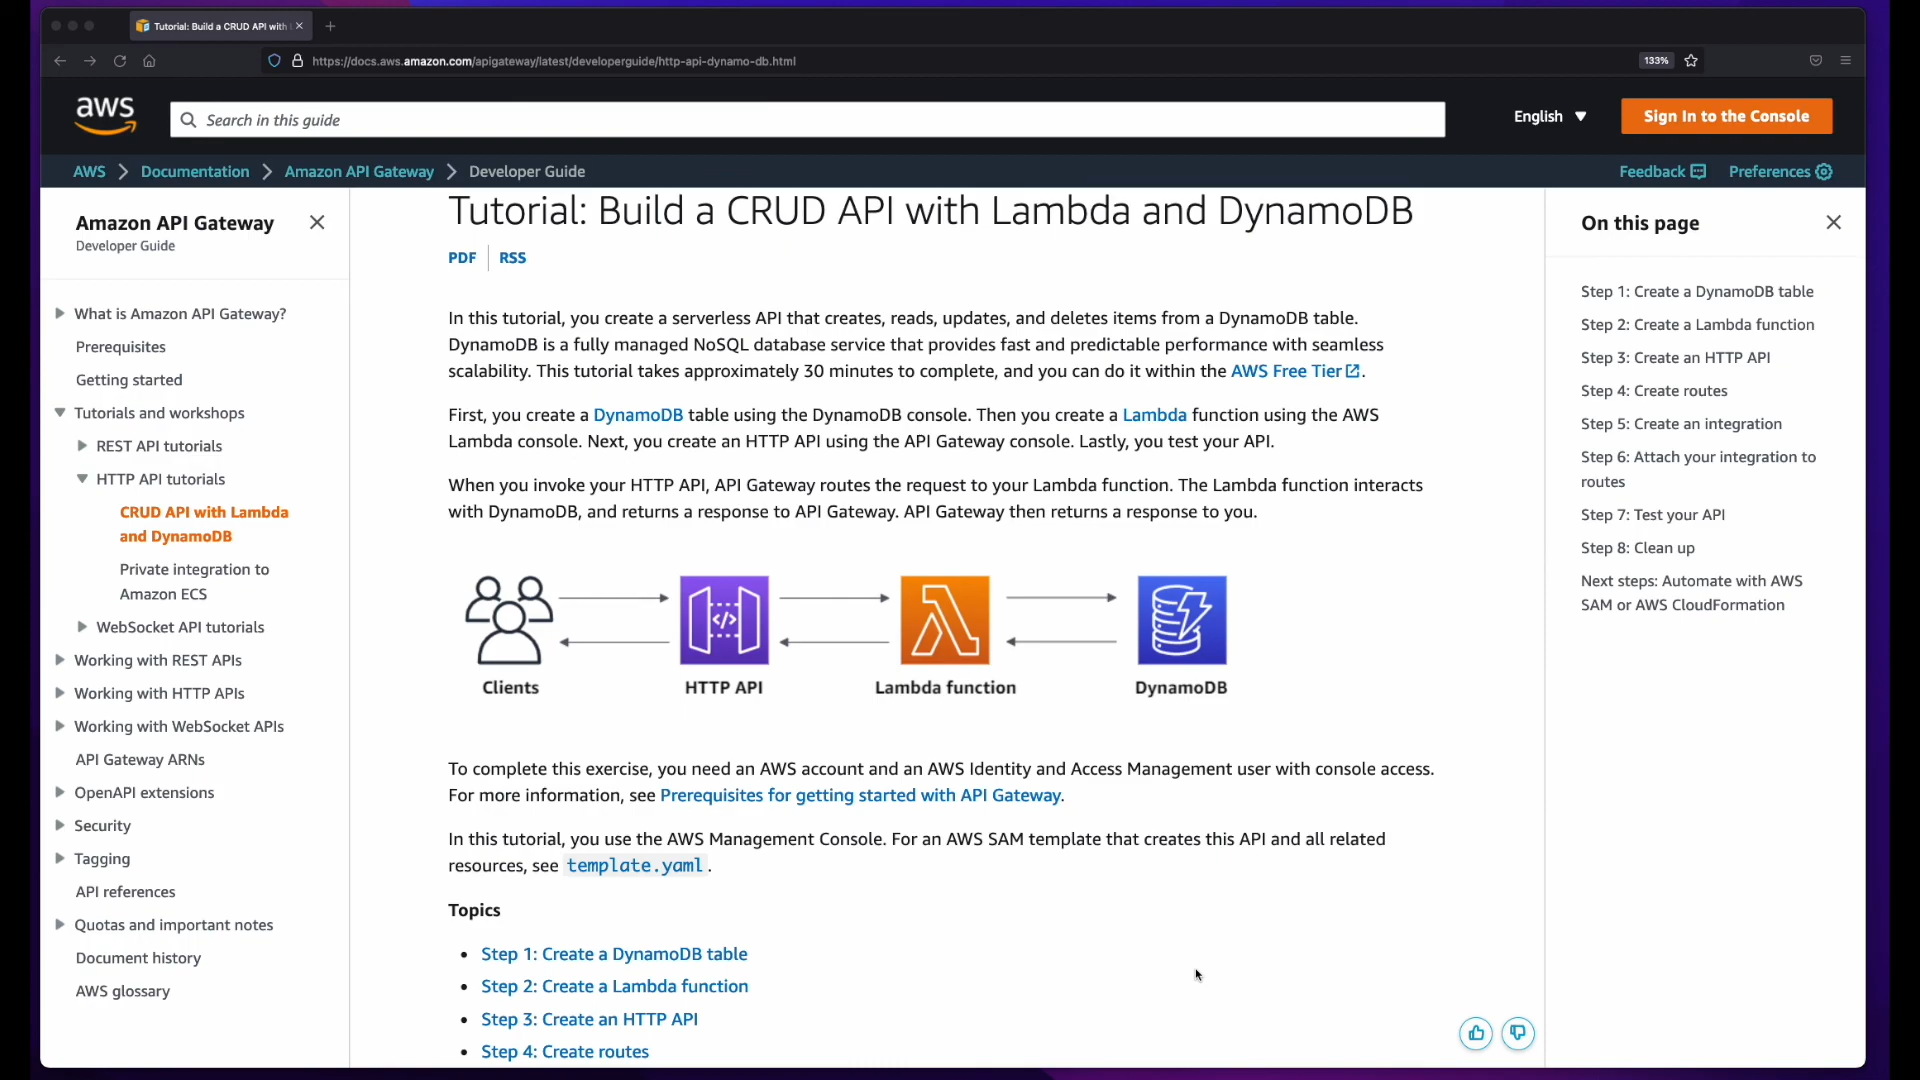 Tutorial: Build a CRUD API with
https://docs.aws.amazon.com/apigateway/latest/developerguide/http-api-dynamo-db.html
133%
aws
Search in this guide
English
Sign In to the Console
AWS
Documentation
Amazon API Gateway
Developer Guide
Feedback
Preferences
Amazon API Gateway
Developer Guide
What is Amazon API Gateway?
Prerequisites
Getting started
Tutorials and workshops
REST API tutorials
HTTP API tutorials
CRUD API with Lambda
and DynamoDB
Private integration to
Amazon ECS
WebSocket API tutorials
Working with REST APIs
Working with HTTP APIs
Working with WebSocket APIs
API Gateway ARNs
OpenAPI extensions
Security
Tagging
API references
Quotas and important notes
Document history
AWS glossary
Tutorial: Build a CRUD API with Lambda and DynamoDB
PDF
RSS
In this tutorial, you create a serverless API that creates, reads, updates, and deletes items from a DynamoDB table.
DynamoDB is a fully managed NoSQL database service that provides fast and predictable performance with seamless
scalability. This tutorial takes approximately 30 minutes to complete, and you can do it within the AWS Free Tier.
First, you create a DynamoDB table using the DynamoDB console. Then you create a Lambda function using the AWS
Lambda console. Next, you create an HTTP API using the API Gateway console. Lastly, you test your API.
When you invoke your HTTP API, API Gateway routes the request to your Lambda function. The Lambda function interacts
with DynamoDB, and returns a response to API Gateway. API Gateway then returns a response to you.
Clients
HTTP API
Lambda function
DynamoDB
To complete this exercise, you need an AWS account and an AWS Identity and Access Management user with console access.
For more information, see Prerequisites for getting started with API Gateway.
In this tutorial, you use the AWS Management Console. For an AWS SAM template that creates this API and all related
resources, see template.yaml.
Topics
• Step 1: Create a DynamoDB table
• Step 2: Create a Lambda function
• Step 3: Create an HTTP API
• Step 4: Create routes
On this page
Step 1: Create a DynamoDB table
Step 2: Create a Lambda function
Step 3: Create an HTTP API
Step 4: Create routes
Step 5: Create an integration
Step 6: Attach your integration to
routes
Step 7: Test your API
Step 8: Clean up
Next steps: Automate with AWS
SAM or AWS CloudFormation